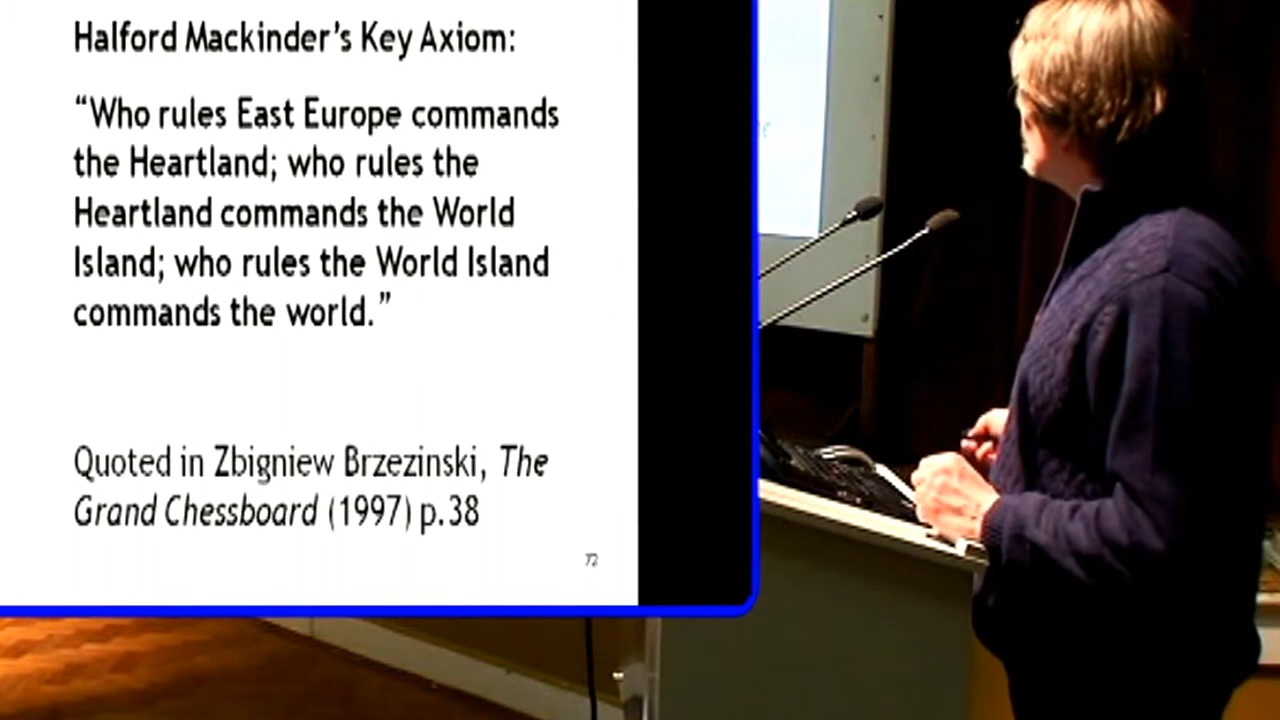 Halford Mackinder’s Key Axiom:
“Who rules East Europe commands
the Heartland; who rules the
Heartland commands the World
Island; who rules the World Island
commands the world.”
Quoted in Zbigniew Brzezinski, The
Grand Chessboard (1997) p.38
72